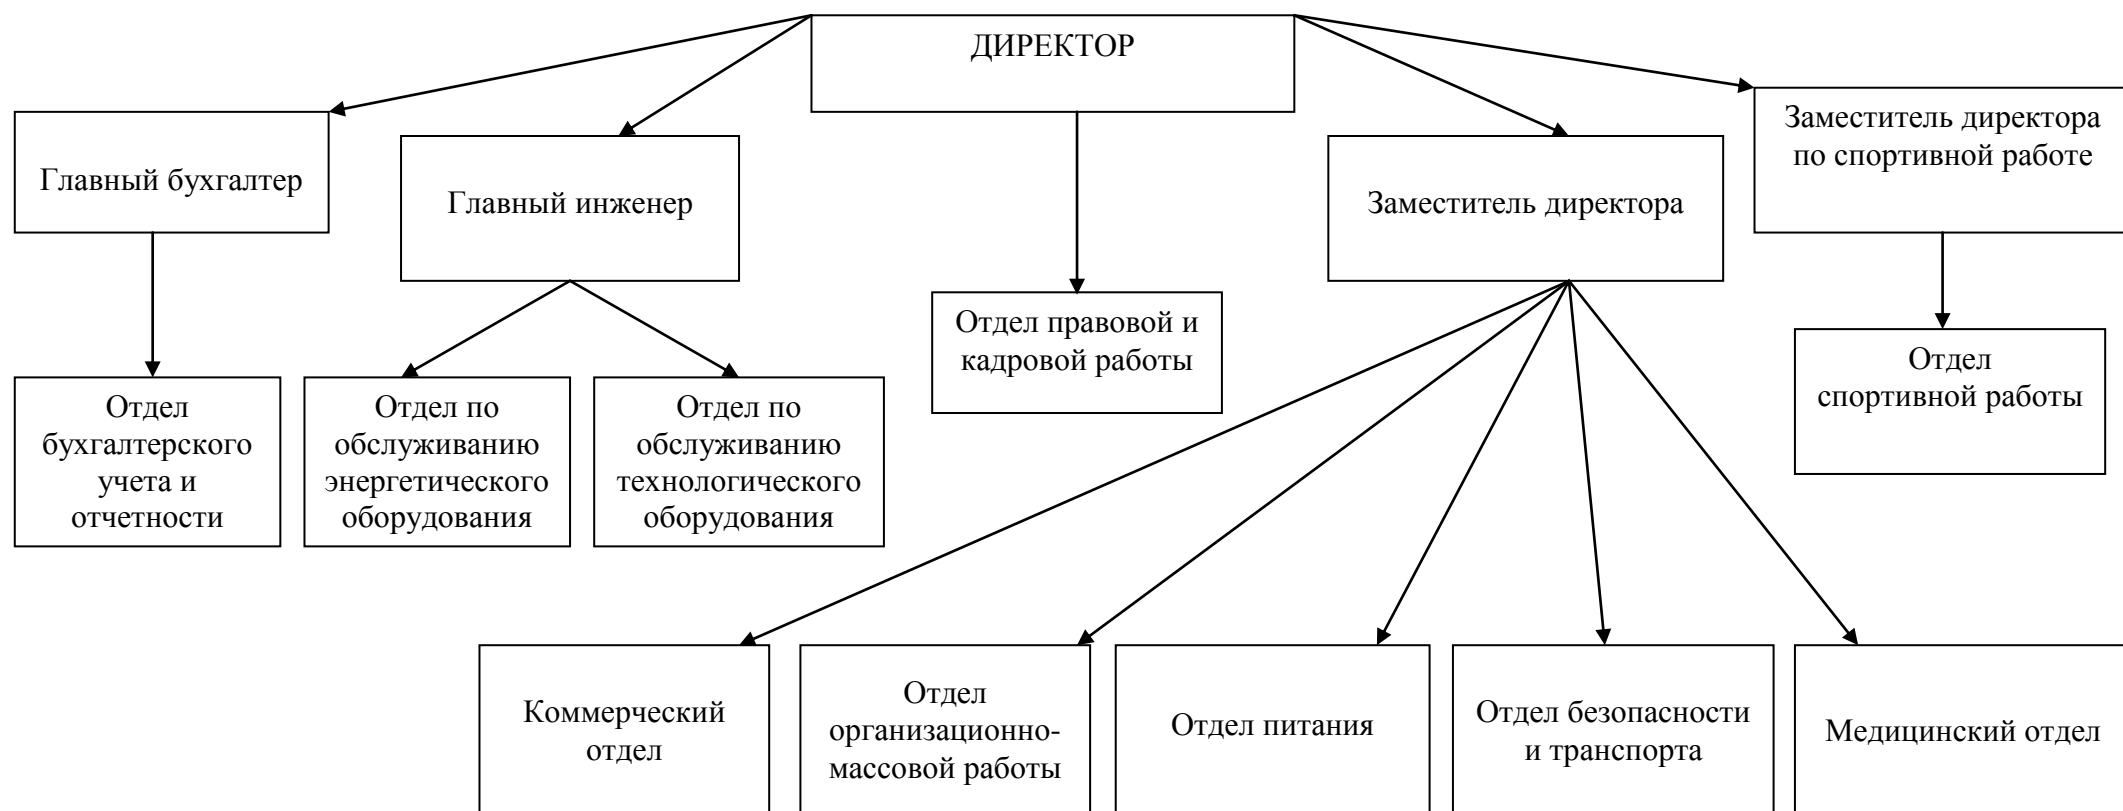 ДИРЕКТОР
Главный бухгалтер
Главный инженер
Заместитель директора
Заместитель директора
по спортивной работе
Отдел правовой и
кадровой работы
Отдел
спортивной работы
Отдел
бухгалтерского
учета и
отчетности
Отдел по
обслуживанию
энергетического
оборудования
Отдел по
обслуживанию
технологического
оборудования
Коммерческий
отдел
Отдел
организационно-
массовой работы
Отдел питания
Отдел безопасности
и транспорта
Медицинский отдел